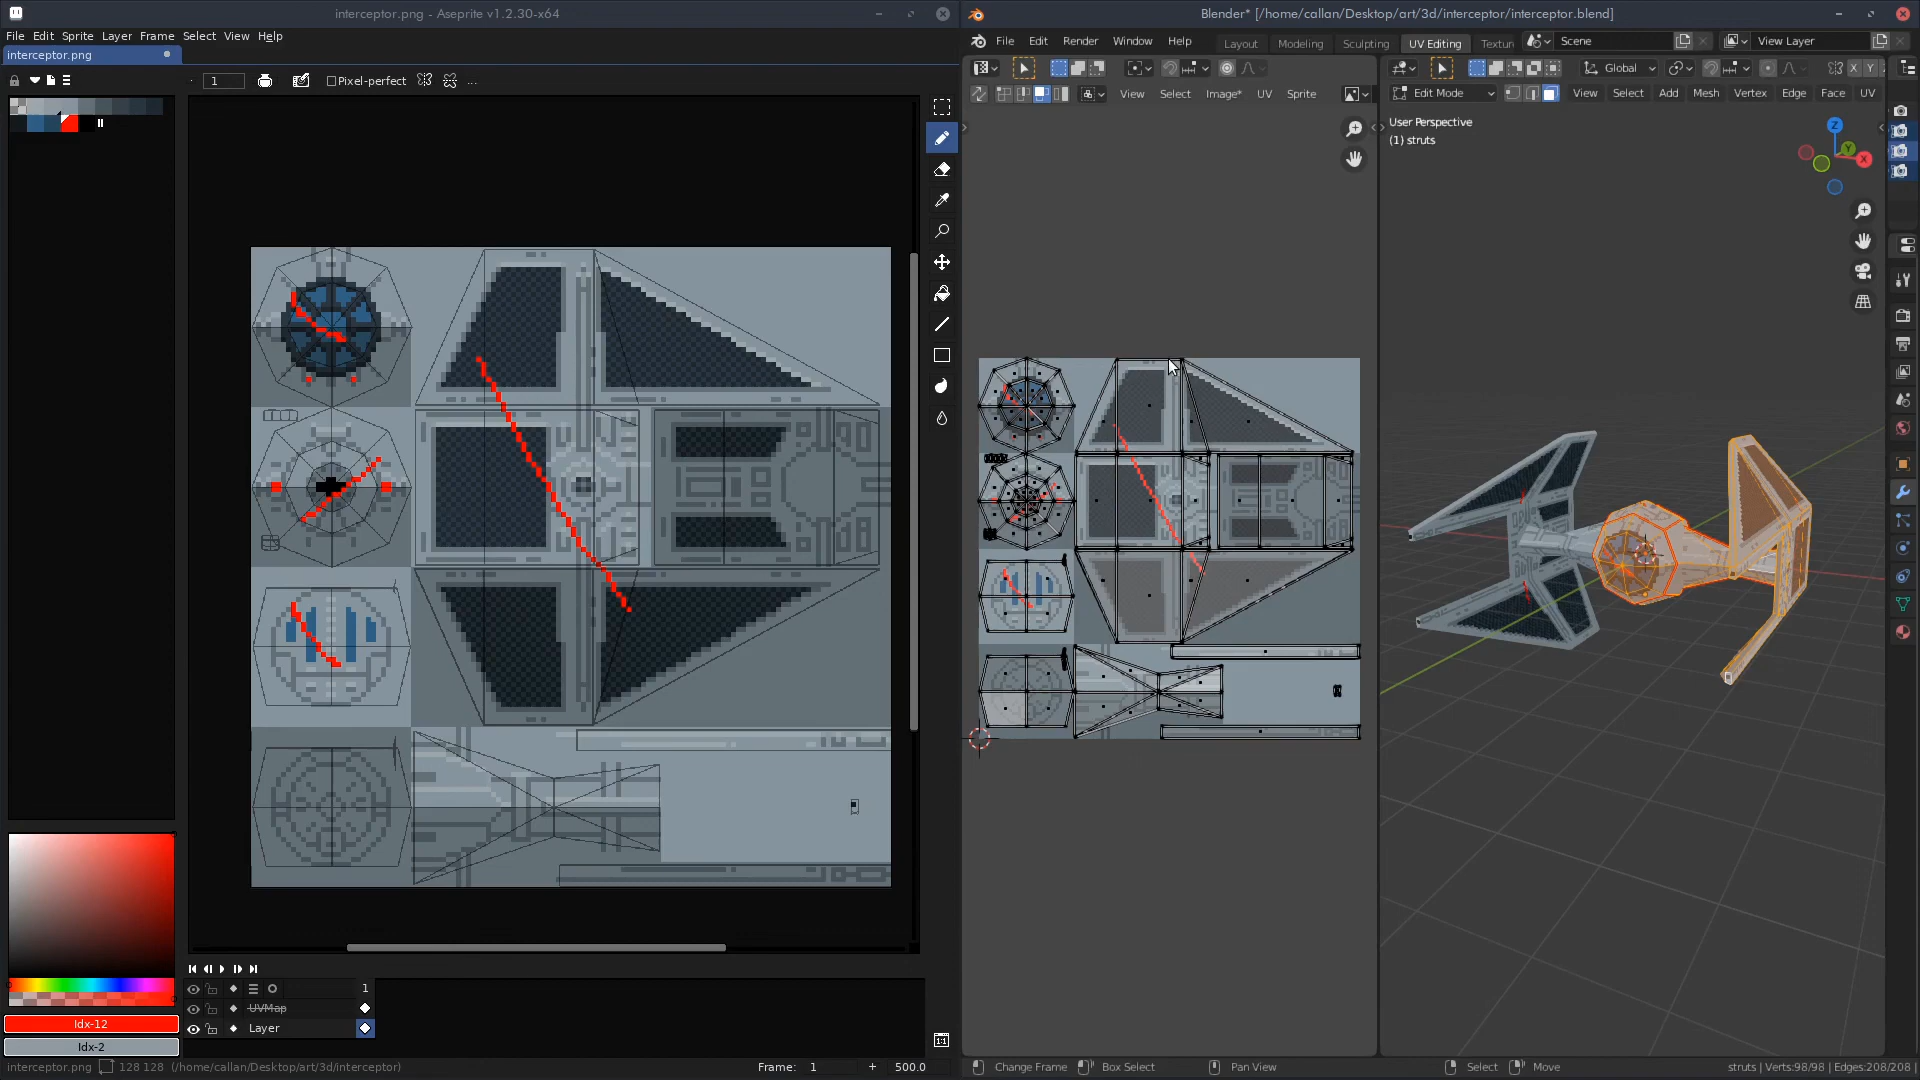 interceptor.png - Aseprite v1.2.30-x64
File Edit Sprite Layer Frame Select View Help
interceptor.png
1
Pixel-perfect
...
1
UVMap
Layer
Idx-12
Idx-2
interceptor.png 128 128 (/home/callan/Desktop/art/3d/interceptor)
Frame: 1 + 500.0
1:1
Blender* [/home/callan/Desktop/art/3d/interceptor/interceptor.blend]
File Edit Render Window Help
Layout Modeling Sculpting UV Editing Textur
Scene
View Layer
Global
X Y
View Select Image* UV Sprite
Edit Mode
View Select Add Mesh Vertex Edge Face UV
User Perspective
(1) struts
Z
Y
X
Change Frame Box Select Pan View Select Move
struts | Verts:98/98 | Edges:208/208 |